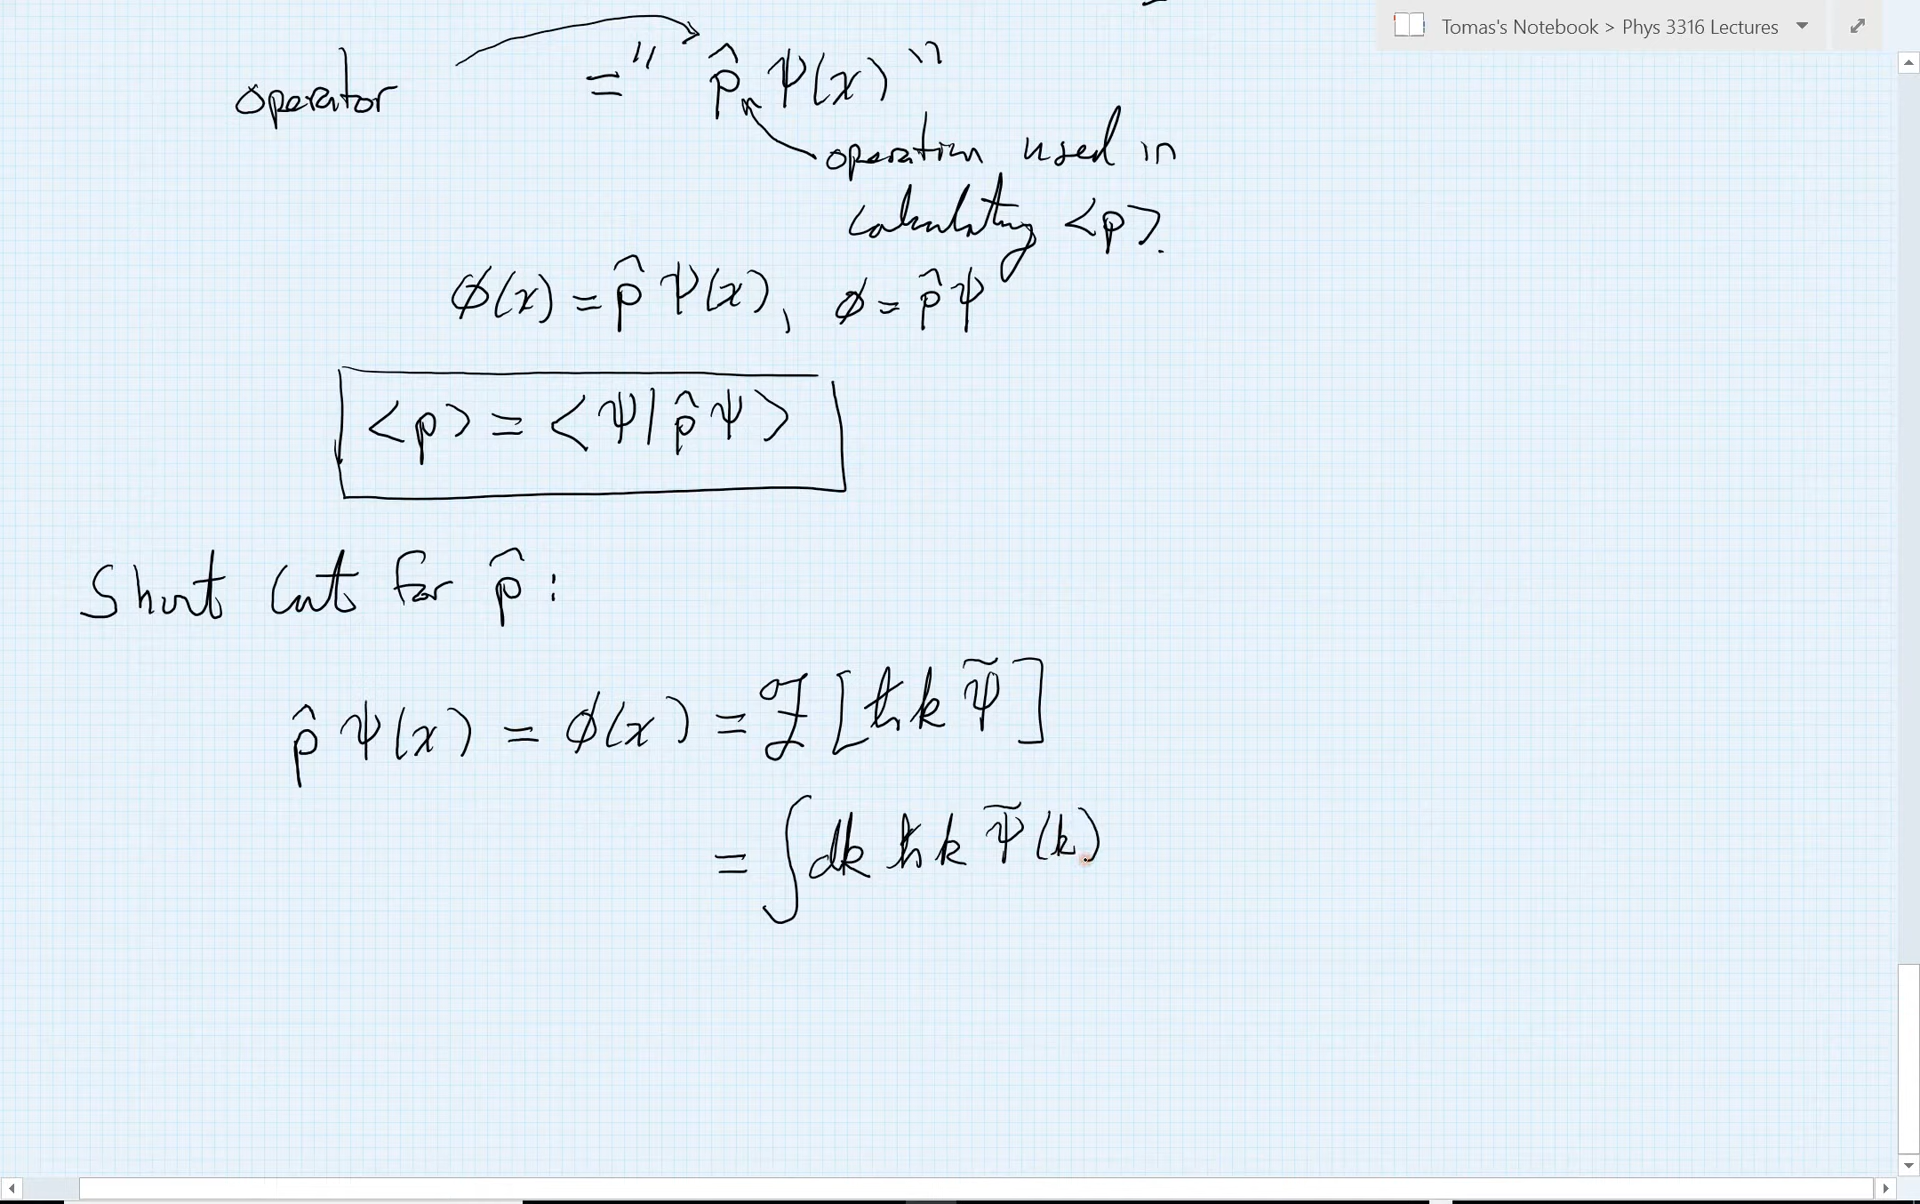 Tomas's Notebook > Phys 3316 Lectures
operator = " p̂ Ψ(x) "
operation used in
calculating <p>.
ϕ(x) = p̂ Ψ(x), ϕ = p̂ Ψ
<p> = <Ψ| p̂ Ψ>
Short Cuts for p̂ :
p̂ Ψ(x) = ϕ(x) = ℱ [ħk Ψ̃]
= ∫ dk ħk Ψ̃(k)